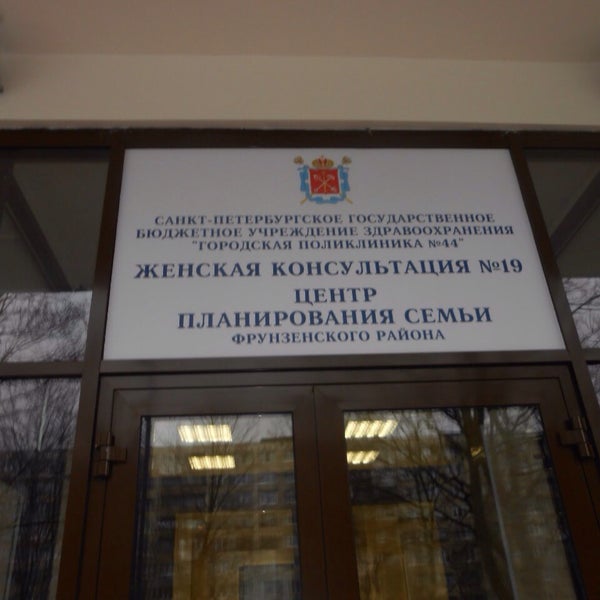 САНКТ-ПЕТЕРБУРГСКОЕ ГОСУДАРСТВЕННОЕ
БЮДЖЕТНОЕ УЧРЕЖДЕНИЕ ЗДРАВООХРАНЕНИЯ
"ГОРОДСКАЯ ПОЛИКЛИНИКА №44"
ЖЕНСКАЯ КОНСУЛЬТАЦИЯ №19
ЦЕНТР
ПЛАНИРОВАНИЯ СЕМЬИ
ФРУНЗЕНСКОГО РАЙОНА